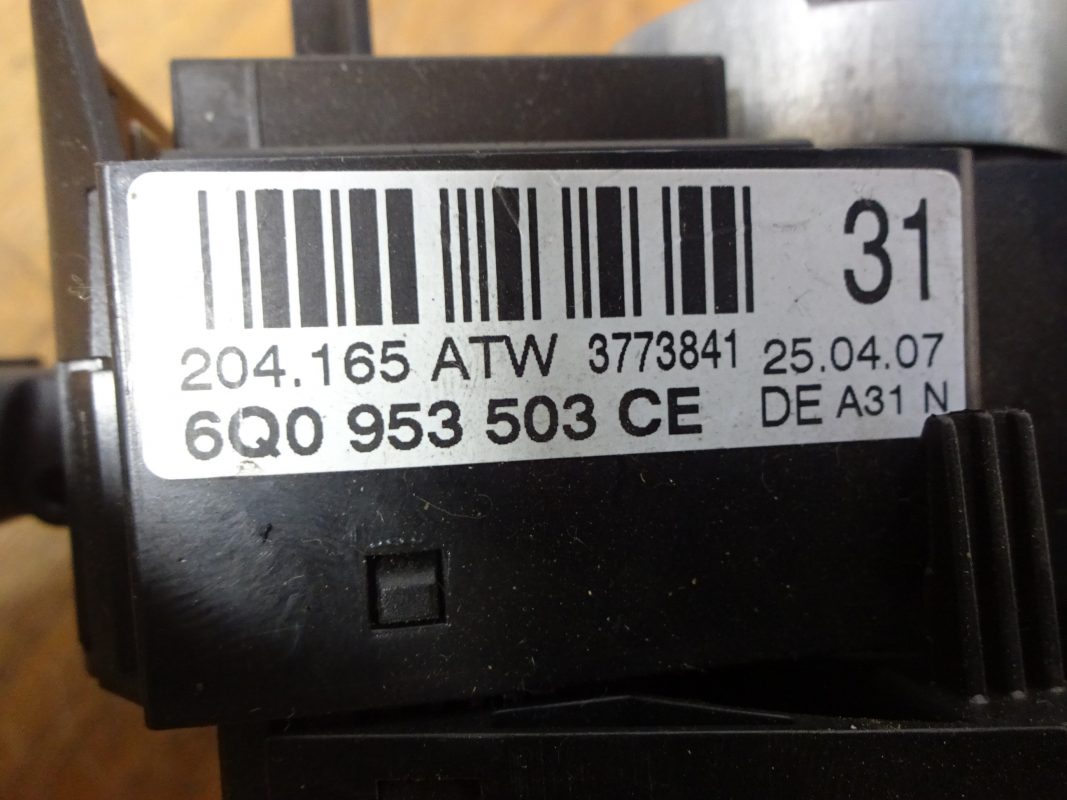 31
204.165 ATW 3773841 25.04.07
6Q0 953 503 CE DE A31 N